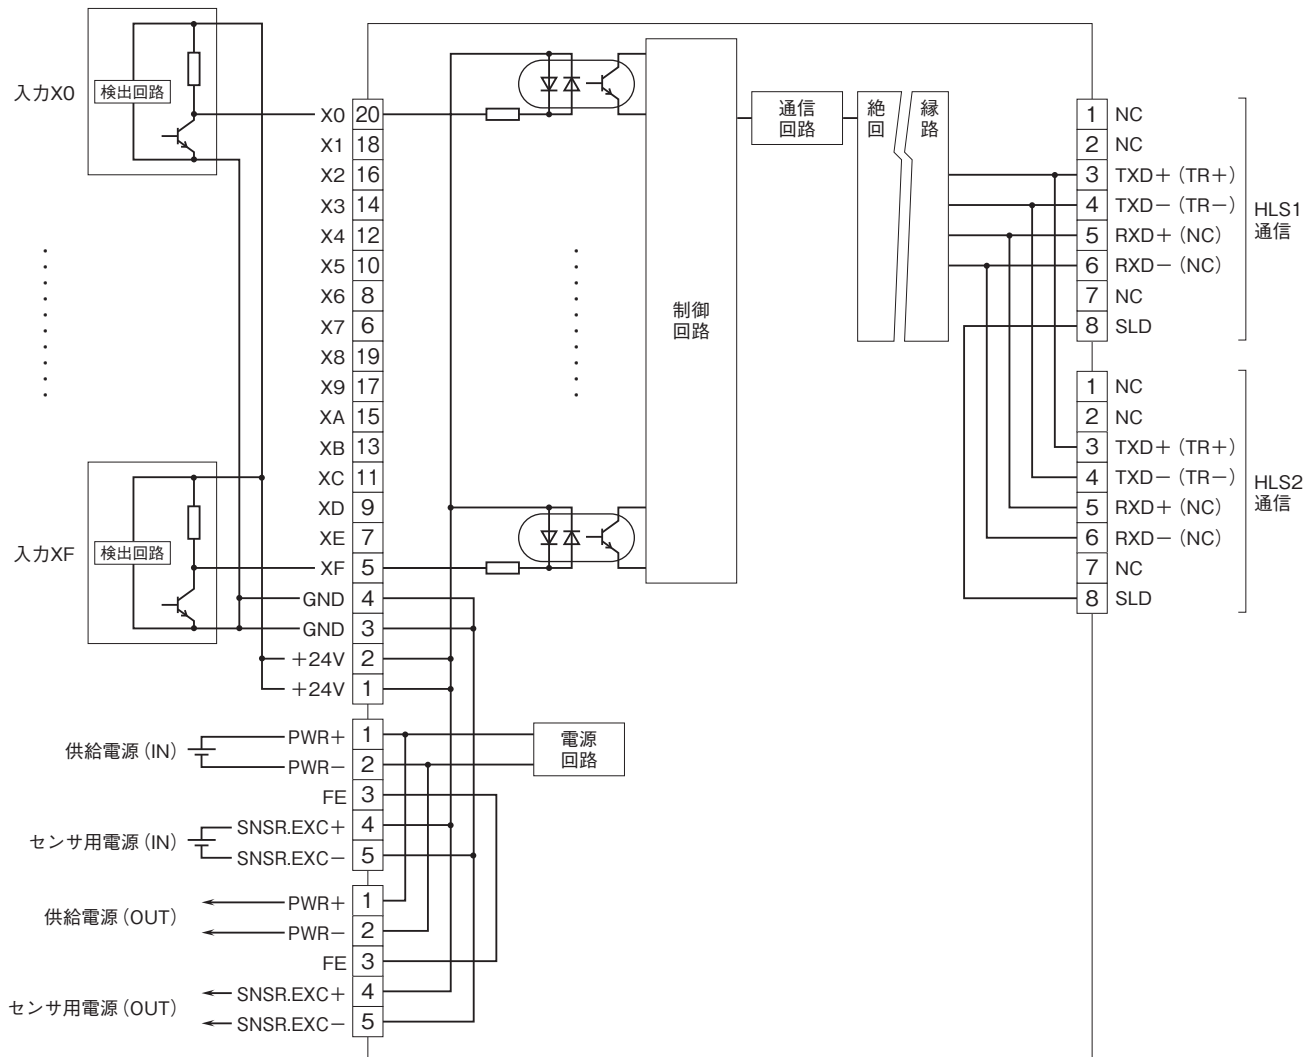 入力X0
検出回路
X0 20
X1 18
X2 16
X3 14
X4 12
X5 10
X6 8
X7 6
X8 19
X9 17
XA 15
XB 13
XC 11
XD 9
XE 7
XF 5
GND 4
GND 3
+24V 2
+24V 1
入力XF
検出回路
供給電源(IN)
PWR+ 1
PWR− 2
FE 3
センサ用電源(IN)
SNSR.EXC+ 4
SNSR.EXC− 5
供給電源(OUT)
PWR+ 1
PWR− 2
FE 3
センサ用電源(OUT)
SNSR.EXC+ 4
SNSR.EXC− 5
電源
回路
制御
回路
通信
回路
絶縁
回路
1 NC
2 NC
3 TXD+(TR+)
4 TXD−(TR−)
5 RXD+(NC)
6 RXD−(NC)
7 NC
8 SLD
HLS1
通信
1 NC
2 NC
3 TXD+(TR+)
4 TXD−(TR−)
5 RXD+(NC)
6 RXD−(NC)
7 NC
8 SLD
HLS2
通信